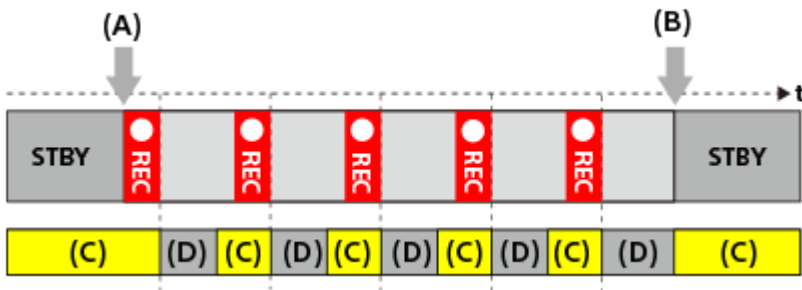 (A) (B)
t
STBY REC REC REC REC REC STBY
(C) (D) (C) (D) (C) (D) (C) (D) (C) (D) (C)